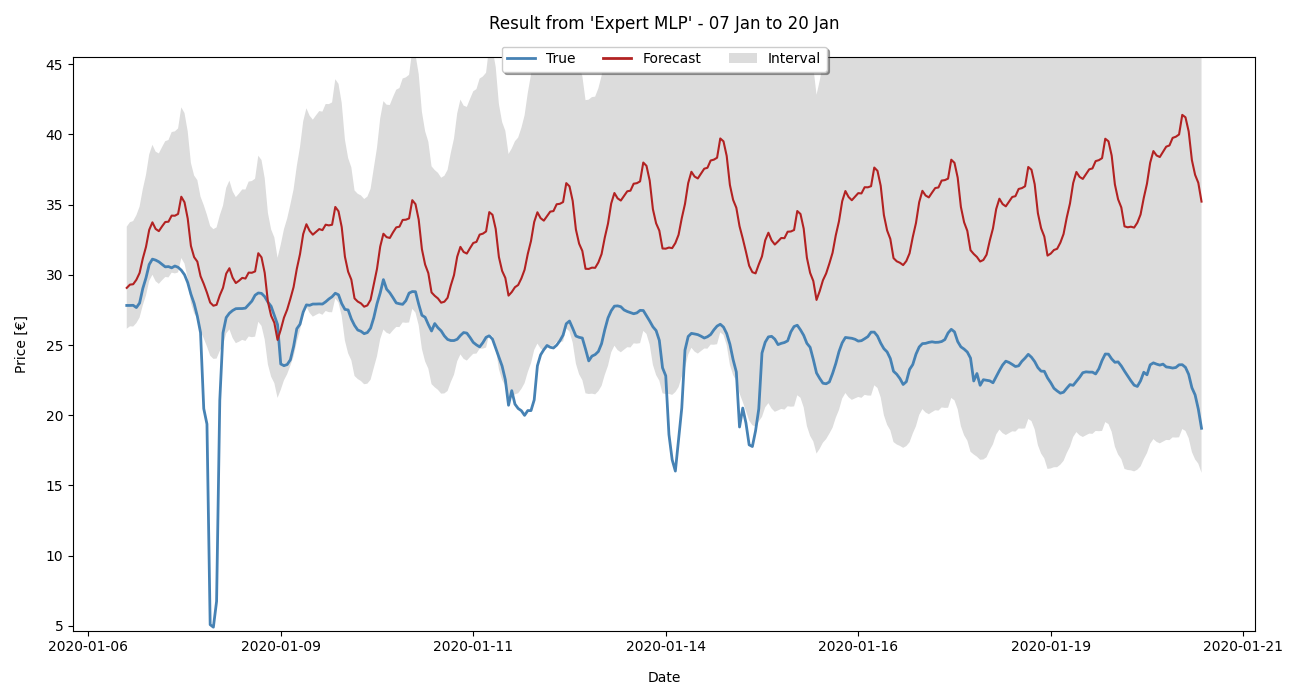 Result from 'Expert MLP' - 07 Jan to 20 Jan
True Forecast Interval
45
40
35
30
25
20
15
10
5
Price [€]
2020-01-06 2020-01-09 2020-01-11 2020-01-14 2020-01-16 2020-01-19 2020-01-21
Date